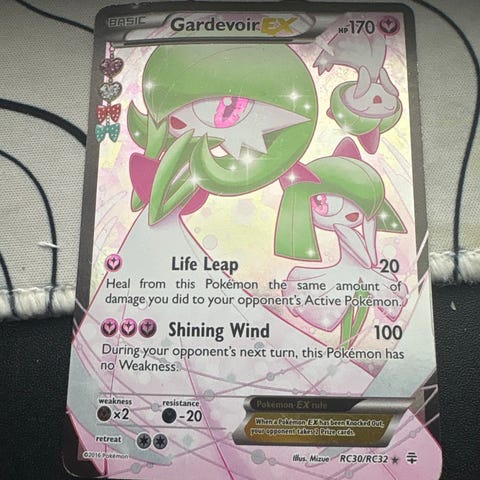 BASIC
Gardevoir EX HP 170
Life Leap 20
Heal from this Pokémon the same amount of
damage you did to your opponent's Active Pokémon.
Shining Wind 100
During your opponent's next turn, this Pokémon has
no Weakness.
weakness resistance
×2 -20
retreat
Pokémon-EX rule
When a Pokémon-EX has been Knocked Out,
your opponent takes 2 Prize cards.
©2016 Pokémon
Illus. Mizue RC30/RC32